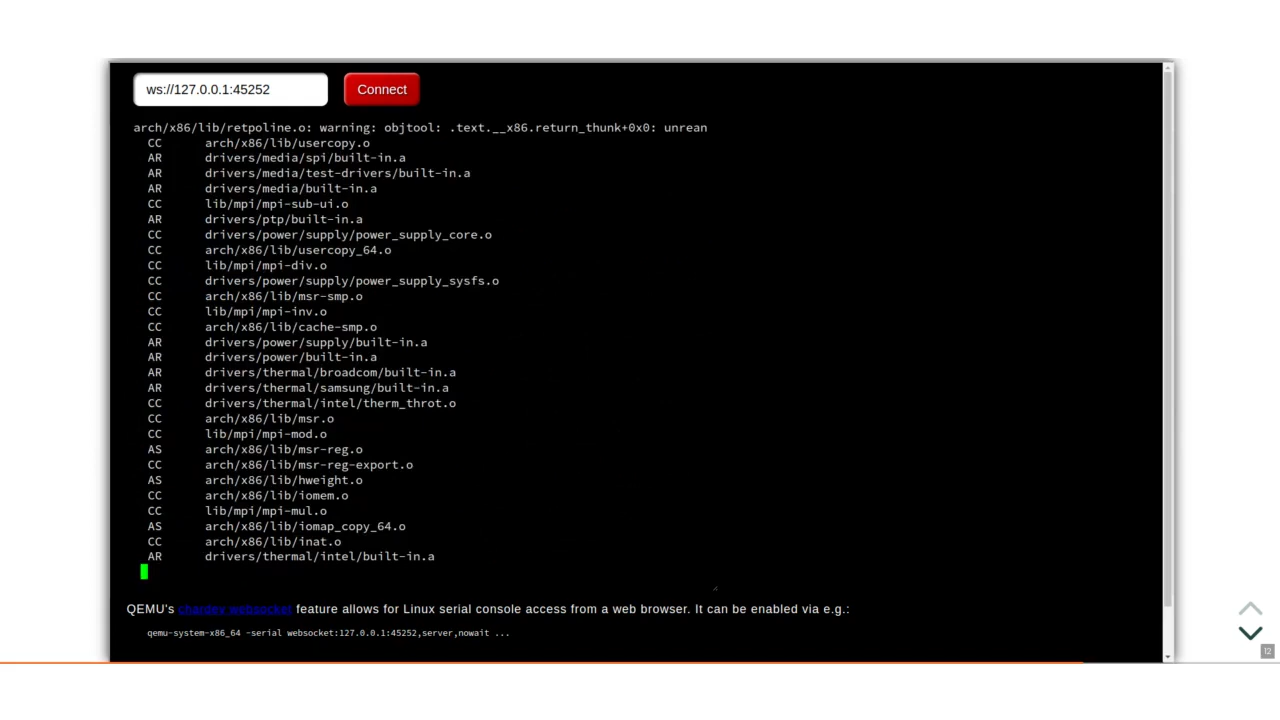 ws://127.0.0.1:45252 Connect
arch/x86/lib/retpoline.o: warning: objtool: .text.__x86.return_thunk+0x0: unrean
CC arch/x86/lib/usercopy.o
AR drivers/media/spi/built-in.a
AR drivers/media/test-drivers/built-in.a
AR drivers/media/built-in.a
CC lib/mpi/mpi-sub-ui.o
AR drivers/ptp/built-in.a
CC drivers/power/supply/power_supply_core.o
CC arch/x86/lib/usercopy_64.o
CC lib/mpi/mpi-div.o
CC drivers/power/supply/power_supply_sysfs.o
CC arch/x86/lib/msr-smp.o
CC lib/mpi/mpi-inv.o
CC arch/x86/lib/cache-smp.o
AR drivers/power/supply/built-in.a
AR drivers/power/built-in.a
AR drivers/thermal/broadcom/built-in.a
AR drivers/thermal/samsung/built-in.a
CC drivers/thermal/intel/therm_throt.o
CC arch/x86/lib/msr.o
CC lib/mpi/mpi-mod.o
AS arch/x86/lib/msr-reg.o
CC arch/x86/lib/msr-reg-export.o
AS arch/x86/lib/hweight.o
CC arch/x86/lib/iomem.o
CC lib/mpi/mpi-mul.o
AS arch/x86/lib/iomap_copy_64.o
CC arch/x86/lib/inat.o
AR drivers/thermal/intel/built-in.a
QEMU's chardev websocket feature allows for Linux serial console access from a web browser. It can be enabled via e.g.:
qemu-system-x86_64 -serial websocket:127.0.0.1:45252,server,nowait ...
12